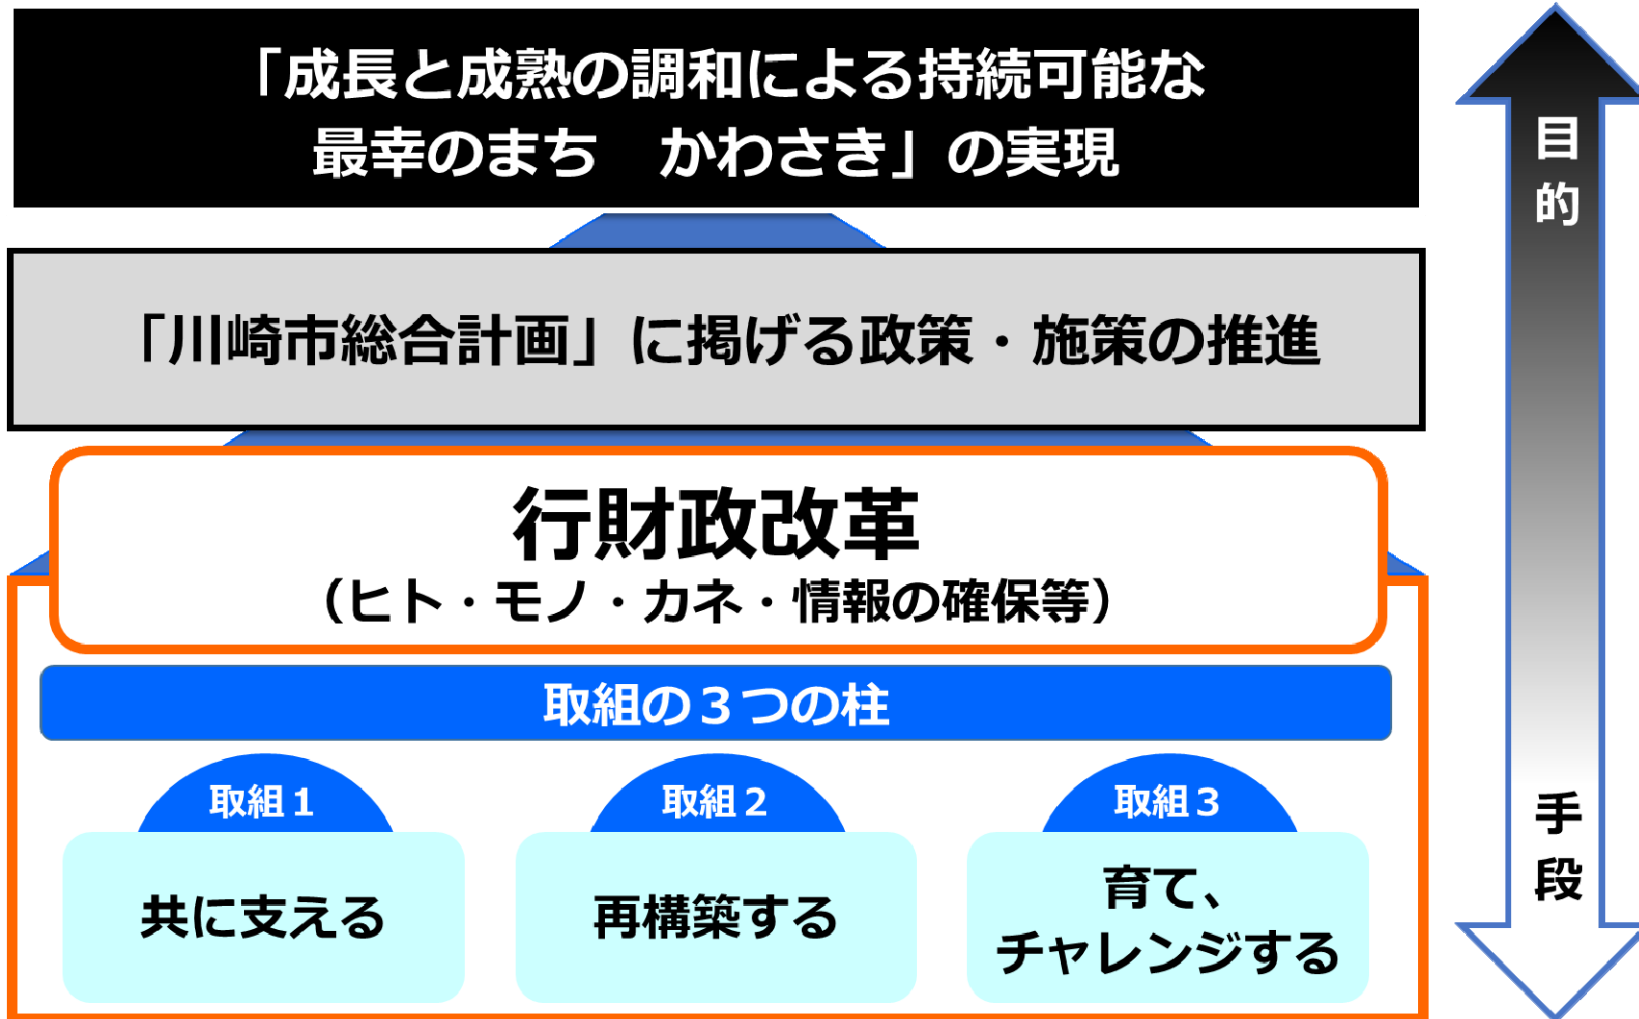 「成長と成熟の調和による持続可能な
最幸のまち　かわさき」の実現
「川崎市総合計画」に掲げる政策・施策の推進
行財政改革
（ヒト・モノ・カネ・情報の確保等）
取組の３つの柱
取組１
共に支える
取組２
再構築する
取組３
育て、
チャレンジする
目的
手段